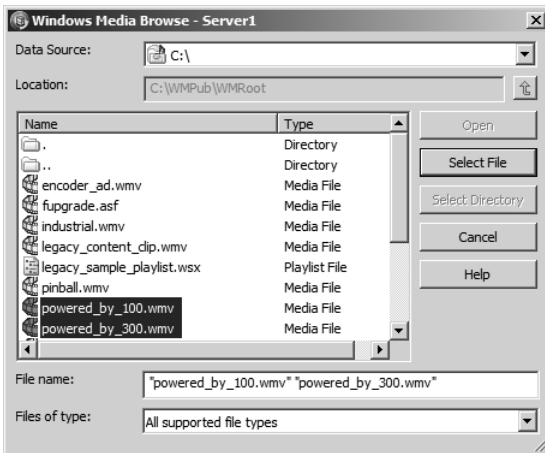 Windows Media Browse - Server1
Data Source: C:\
Location: C:\WMPub\WMRoot
Name Type
. Directory
.. Directory
encoder_ad.wmv Media File
fupgrade.asf Media File
industrial.wmv Media File
legacy_content_clip.wmv Media File
legacy_sample_playlist.wsx Playlist File
pinball.wmv Media File
powered_by_100.wmv Media File
powered_by_300.wmv Media File
Open
Select File
Select Directory
Cancel
Help
File name: "powered_by_100.wmv" "powered_by_300.wmv"
Files of type: All supported file types